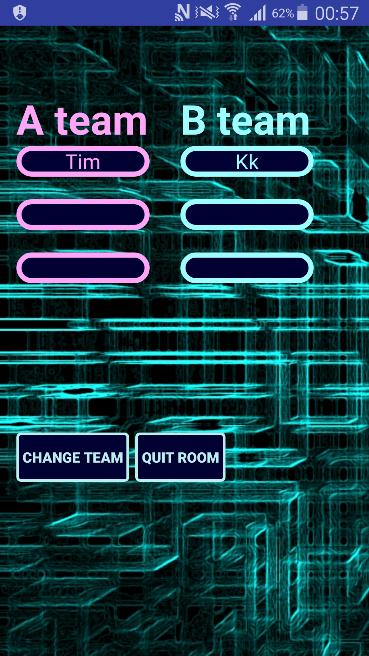 62% 00:57
A team B team
Tim Kk
CHANGE TEAM QUIT ROOM